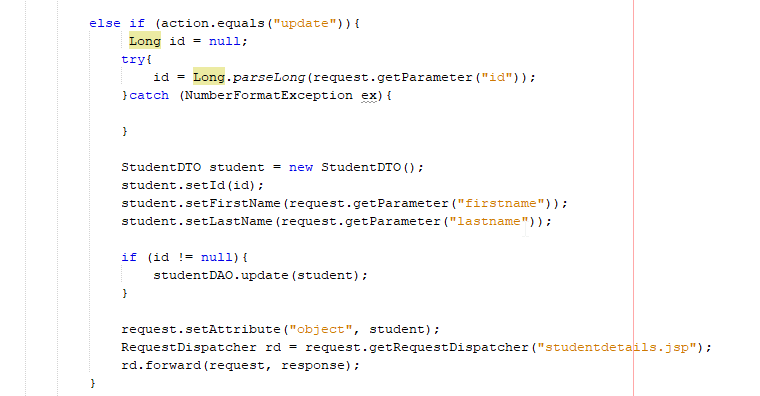 else if (action.equals("update")){
Long id = null;
try{
id = Long.parseLong(request.getParameter("id"));
}catch (NumberFormatException ex){
}
StudentDTO student = new StudentDTO();
student.setId(id);
student.setFirstName(request.getParameter("firstname"));
student.setLastName(request.getParameter("lastname"));
if (id != null){
studentDAO.update(student);
}
request.setAttribute("object", student);
RequestDispatcher rd = request.getRequestDispatcher("studentdetails.jsp");
rd.forward(request, response);
}